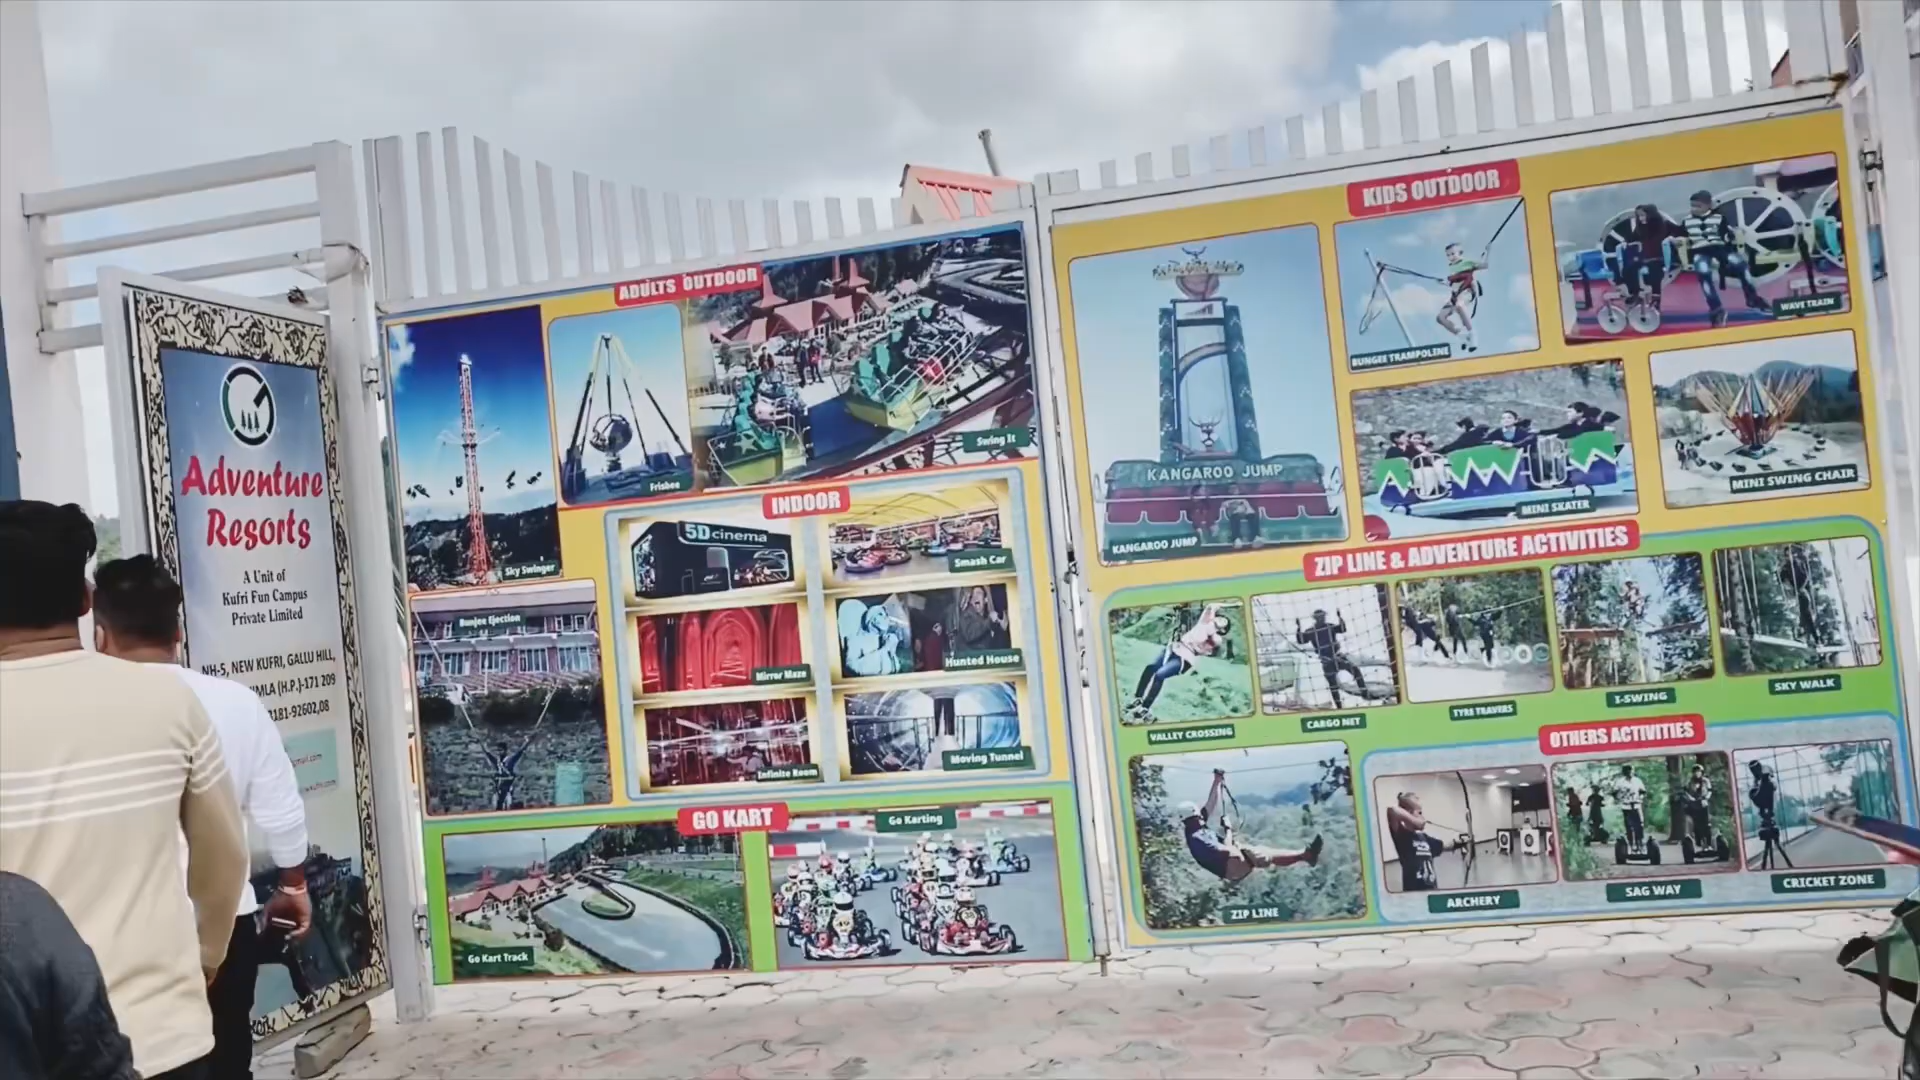 Adventure
Resorts
A Unit of
Kufri Fun Campus
Private Limited
NH-5, NEW KUFRI, GALLU HILL,
(H.P.)-171 209
92602,08
ADULTS OUTDOOR
Sky Swinger
Frisbee
Swing It
Bunjee Ejection
INDOOR
5D cinema
Smash Car
Mirror Maze
Hunted House
Infinite Room
Moving Tunnel
GO KART
Go Kart Track
Go Karting
KIDS OUTDOOR
KANGAROO JUMP
KANGAROO JUMP
BUNGEE TRAMPOLINE
WAVE TRAIN
MINI SKATER
MINI SWING CHAIR
ZIP LINE & ADVENTURE ACTIVITIES
VALLEY CROSSING
CARGO NET
TYRE TRAVERS
T-SWING
SKY WALK
ZIP LINE
OTHERS ACTIVITIES
ARCHERY
SAG WAY
CRICKET ZONE